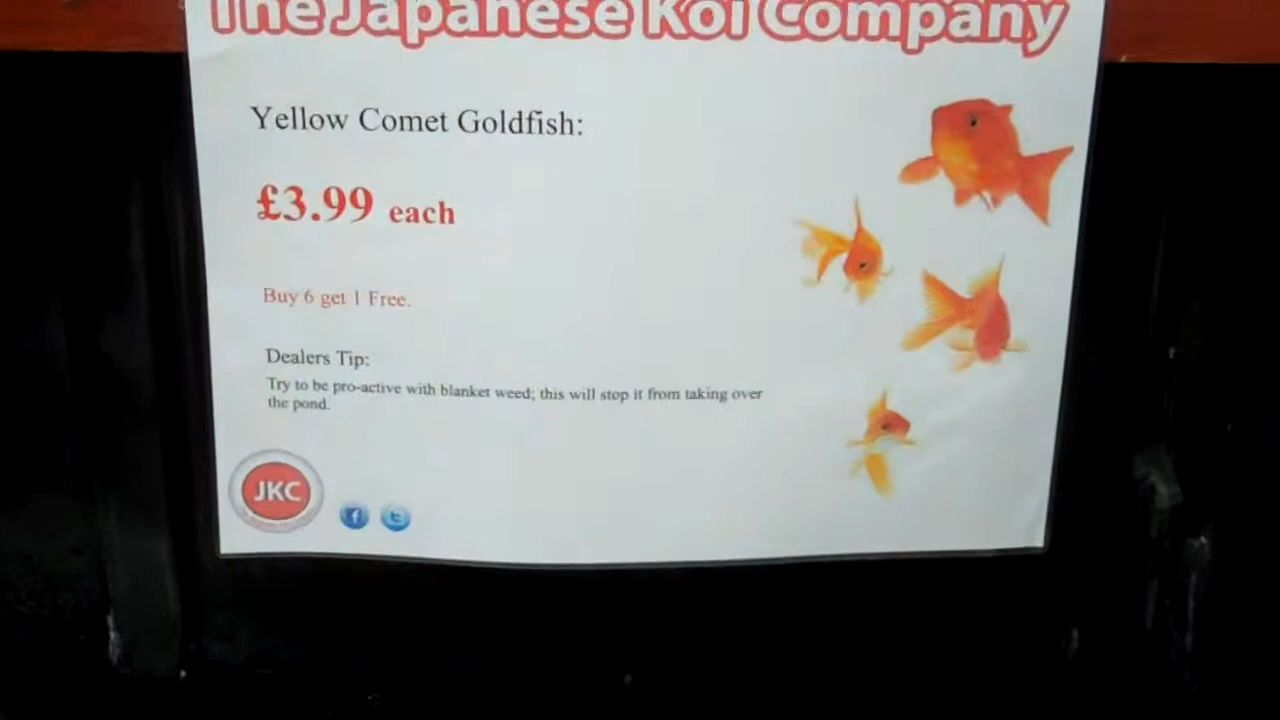 The Japanese Koi Company
Yellow Comet Goldfish:
£3.99 each
Buy 6 get 1 Free.
Dealers Tip:
Try to be pro-active with blanket weed; this will stop it from taking over
the pond.
JKC